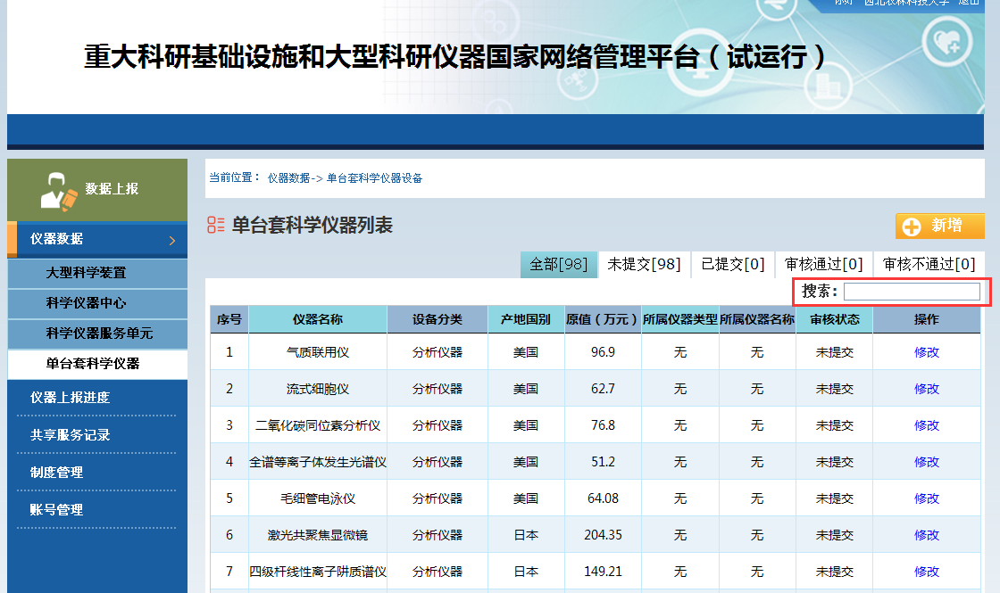 你好 西北农林科技大学 退出
重大科研基础设施和大型科研仪器国家网络管理平台（试运行）
数据上报
仪器数据
大型科学装置
科学仪器中心
科学仪器服务单元
单台套科学仪器
仪器上报进度
共享服务记录
制度管理
账号管理
当前位置： 仪器数据-> 单台套科学仪器设备
单台套科学仪器列表
新增
全部[98] 未提交[98] 已提交[0] 审核通过[0] 审核不通过[0]
搜索：
序号 仪器名称 设备分类 产地国别 原值（万元） 所属仪器类型 所属仪器名称 审核状态 操作
1 气质联用仪 分析仪器 美国 96.9 无 无 未提交 修改
2 流式细胞仪 分析仪器 美国 62.7 无 无 未提交 修改
3 二氧化碳同位素分析仪 分析仪器 美国 76.8 无 无 未提交 修改
4 全谱等离子体发生光谱仪 分析仪器 美国 51.2 无 无 未提交 修改
5 毛细管电泳仪 分析仪器 美国 64.08 无 无 未提交 修改
6 激光共聚焦显微镜 分析仪器 日本 204.35 无 无 未提交 修改
7 四级杆线性离子阱质谱仪 分析仪器 日本 149.21 无 无 未提交 修改